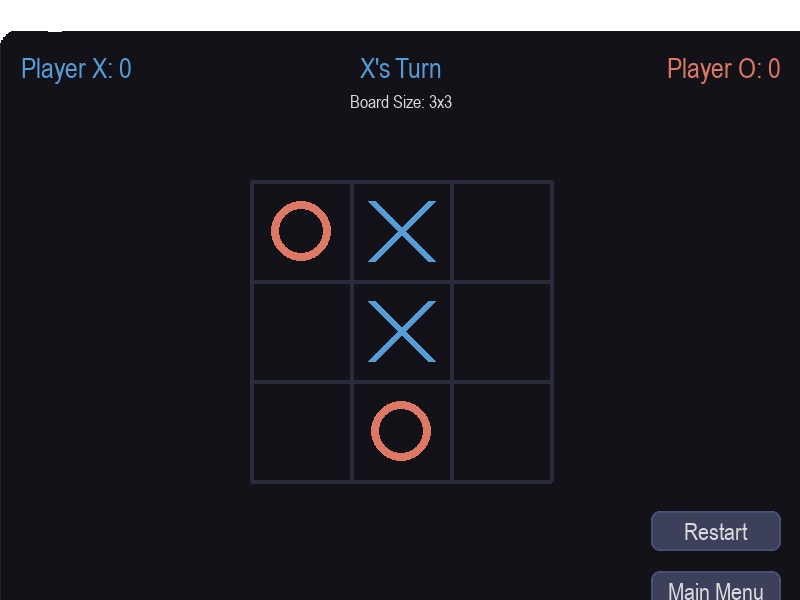 Player X: 0
X's Turn
Player O: 0
Board Size: 3x3
Restart
Main Menu